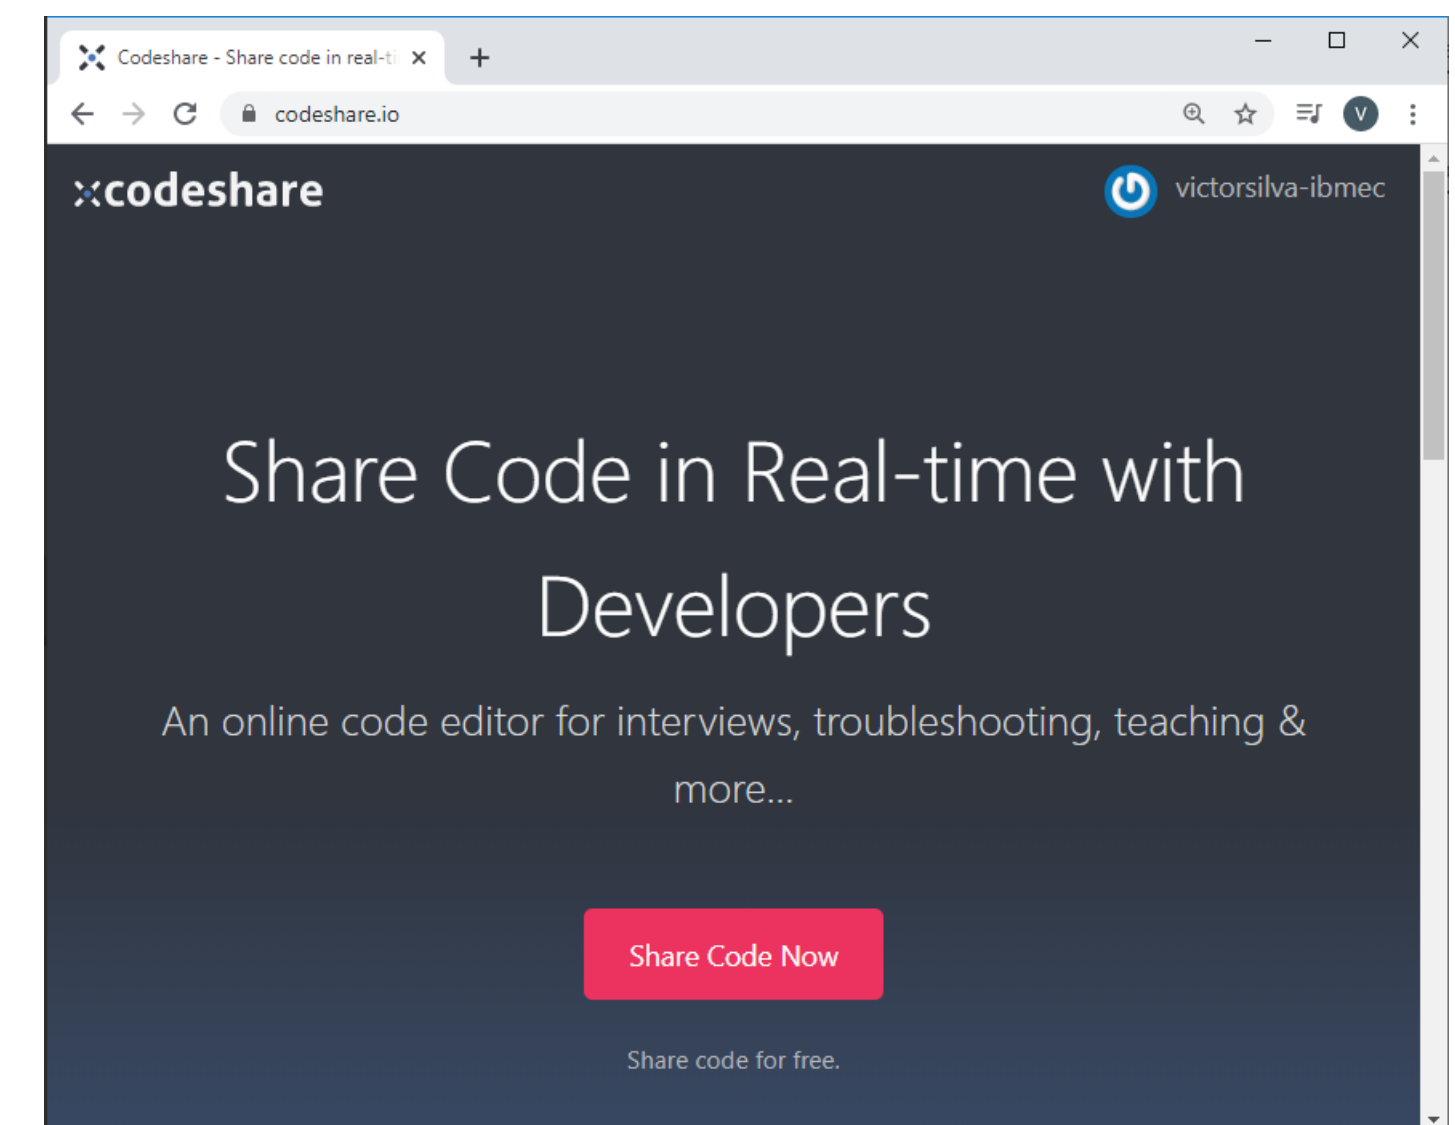 Codeshare - Share code in real-ti
codeshare.io
V
codeshare
victorsilva-ibmec
Share Code in Real-time with
Developers
An online code editor for interviews, troubleshooting, teaching &
more...
Share Code Now
Share code for free.